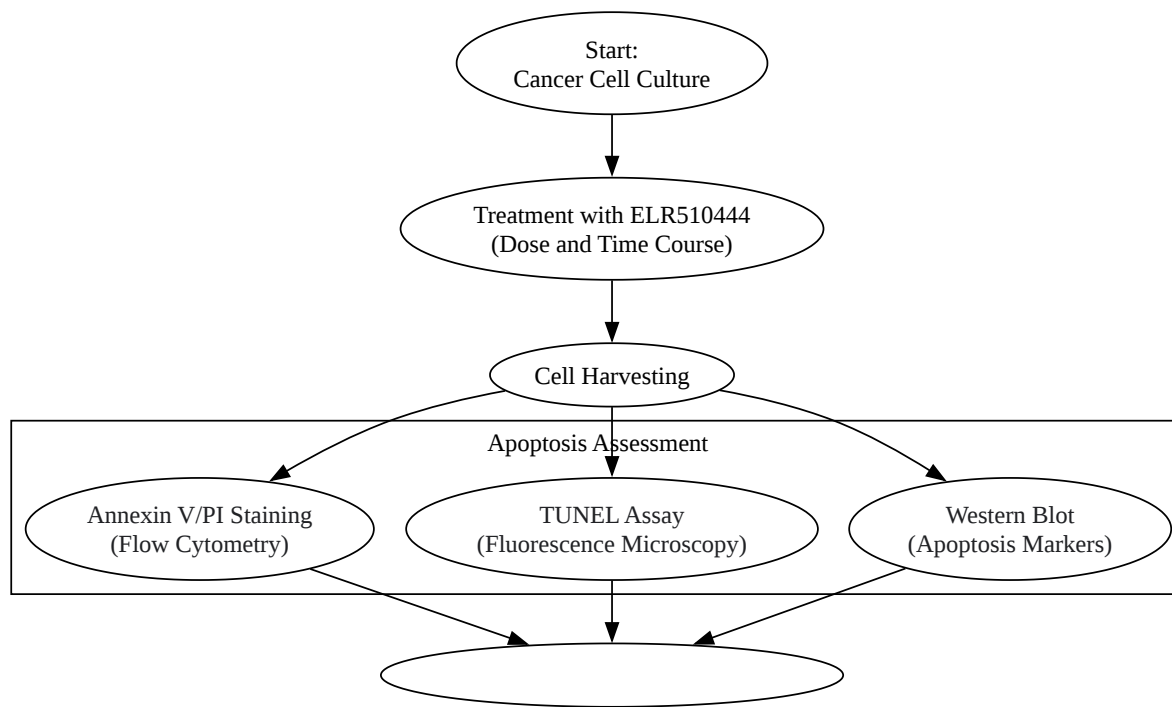 Start:
Cancer Cell Culture
Treatment with ELR510444
(Dose and Time Course)
Cell Harvesting
Apoptosis Assessment
Annexin V/PI Staining
(Flow Cytometry)
TUNEL Assay
(Fluorescence Microscopy)
Western Blot
(Apoptosis Markers)